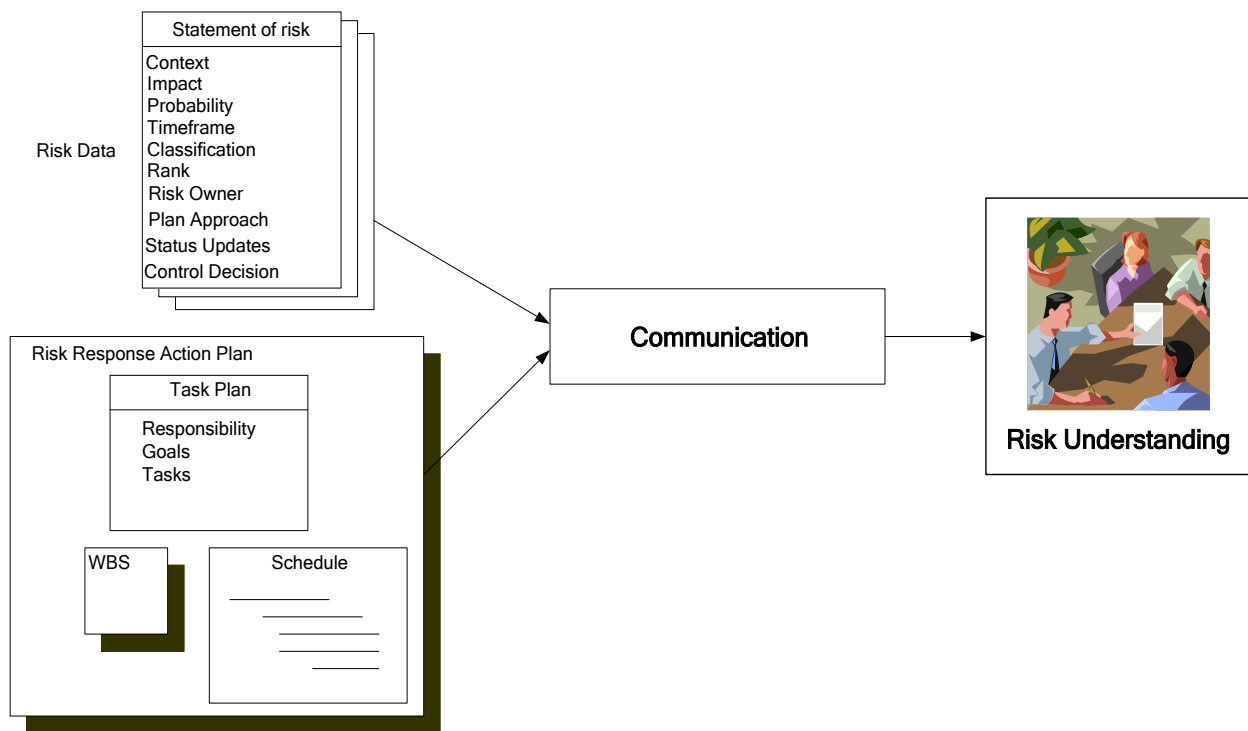 Statement of risk
Context
Impact
Probability
Timeframe
Classification
Rank
Risk Owner
Plan Approach
Status Updates
Control Decision
Risk Data
Risk Response Action Plan
Task Plan
Responsibility
Goals
Tasks
WBS
Schedule
Communication
Risk Understanding